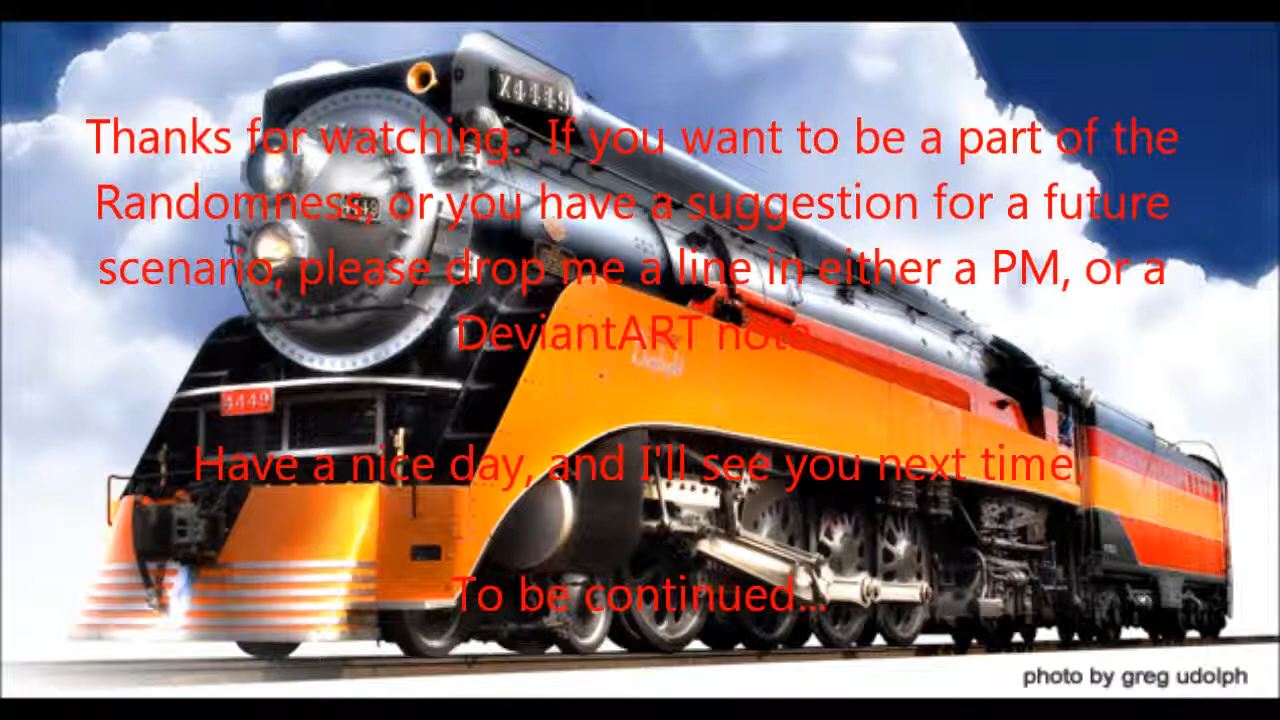 X4449
Thanks for watching.  If you want to be a part of the
4449
Randomness, or you have a suggestion for a future
scenario, please drop me a line in either a PM, or a
DeviantART note.
Daylight
4449
Have a nice day, and I'll see you next time.
To be continued...
photo by greg udolph